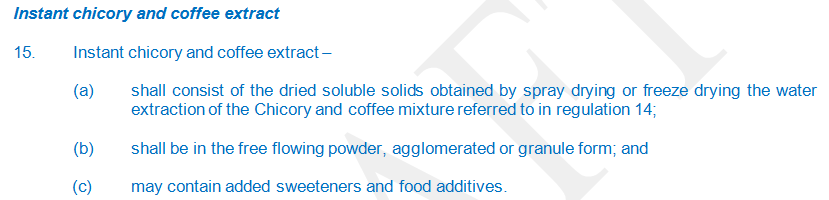 Instant chicory and coffee extract
15. Instant chicory and coffee extract –
(a) shall consist of the dried soluble solids obtained by spray drying or freeze drying the water
extraction of the Chicory and coffee mixture referred to in regulation 14;
(b) shall be in the free flowing powder, agglomerated or granule form; and
(c) may contain added sweeteners and food additives.